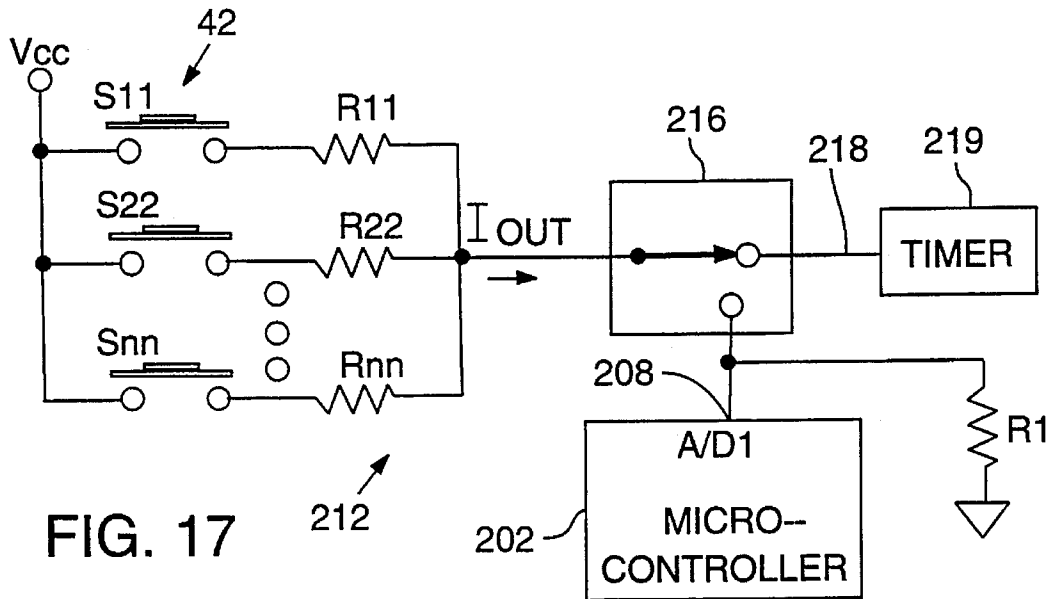 42
Vcc
S11
R11
216
218
219
S22
R22
I OUT
TIMER
Snn
Rnn
208
A/D1
R1
212
FIG. 17
202
MICRO-
CONTROLLER